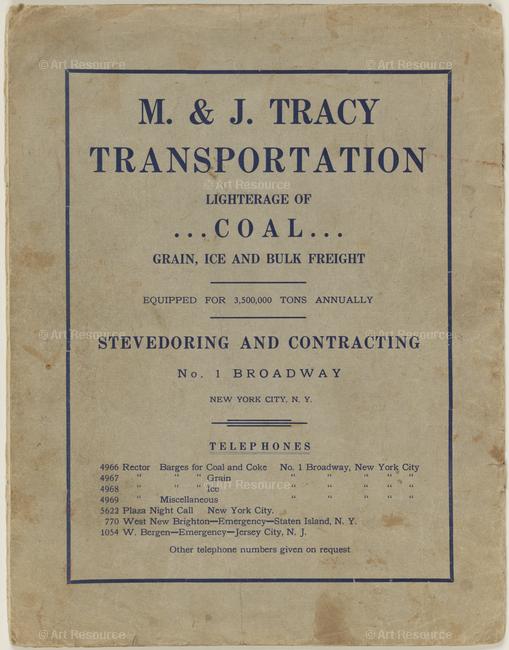 © Art Resource © Art Resource
M. & J. TRACY
TRANSPORTATION
© Art Resource
LIGHTERAGE OF
...COAL...
GRAIN, ICE AND BULK FREIGHT
EQUIPPED FOR 3,500,000 TONS ANNUALLY
© Art Resource © Art Resource
STEVEDORING AND CONTRACTING
No. 1 BROADWAY
NEW YORK CITY, N. Y.
TELEPHONES
4966 Rector Barges for Coal and Coke No. 1 Broadway, New York City
4967 " " " Grain " " " " "
4968 " " " Ice " " " " "
4969 " Miscellaneous " " " " "
5622 Plaza Night Call New York City.
770 West New Brighton—Emergency—Staten Island, N. Y.
1054 W. Bergen—Emergency—Jersey City, N. J.
Other telephone numbers given on request
© Art Resource © Art Resource